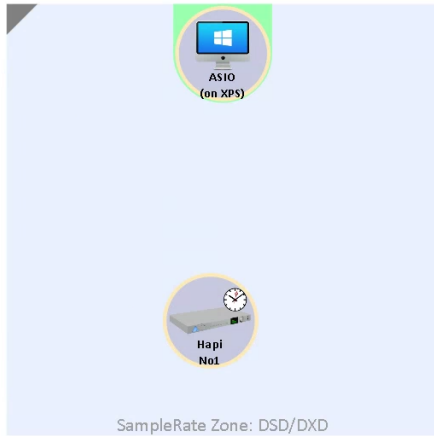 ASIO
(on XPS)
Hapi
No1
SampleRate Zone: DSD/DXD